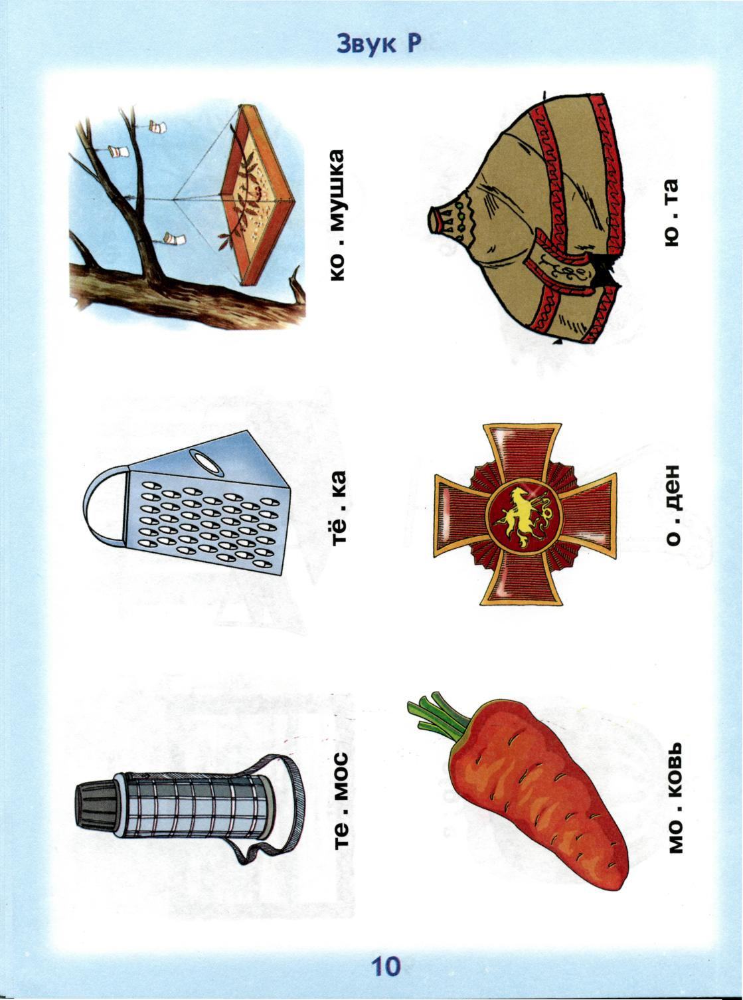 Звук Р
ко . мушка
ю . та
тё . ка
о . ден
те . мос
мо . ковь
10